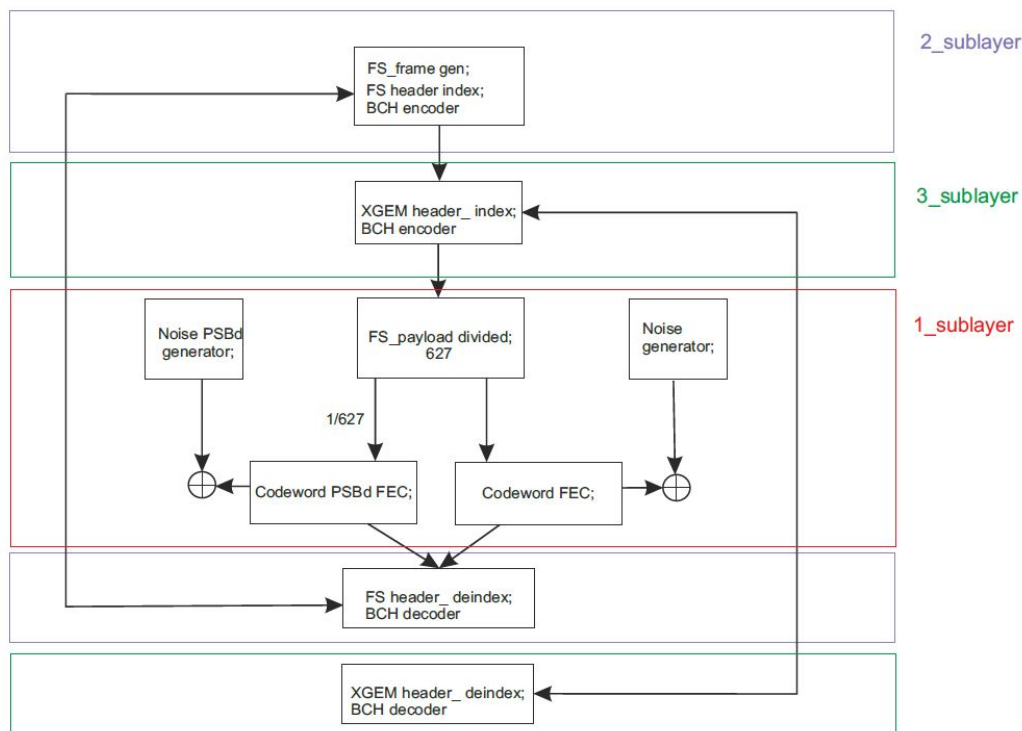 2_sublayer
FS_frame gen;
FS header index;
BCH encoder
3_sublayer
XGEM header_ index;
BCH encoder
1_sublayer
Noise PSBd
generator;
FS_payload divided;
627
Noise
generator;
1/627
Codeword PSBd FEC;
Codeword FEC;
FS header_ deindex;
BCH decoder
XGEM header_ deindex;
BCH decoder